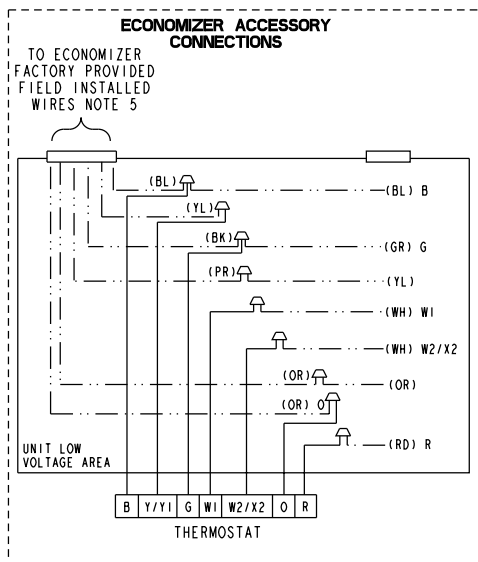 ECONOMIZER ACCESSORY
CONNECTIONS
TO ECONOMIZER
FACTORY PROVIDED
FIELD INSTALLED
WIRES NOTE 5
(BL)
(BL) B
(YL)
(BK)
(GR) G
(PR)
(YL)
(WH) W1
(WH) W2/X2
(OR)
(OR)
(OR) O
(RD) R
UNIT LOW
VOLTAGE AREA
B Y/Y1 G W1 W2/X2 O R
THERMOSTAT